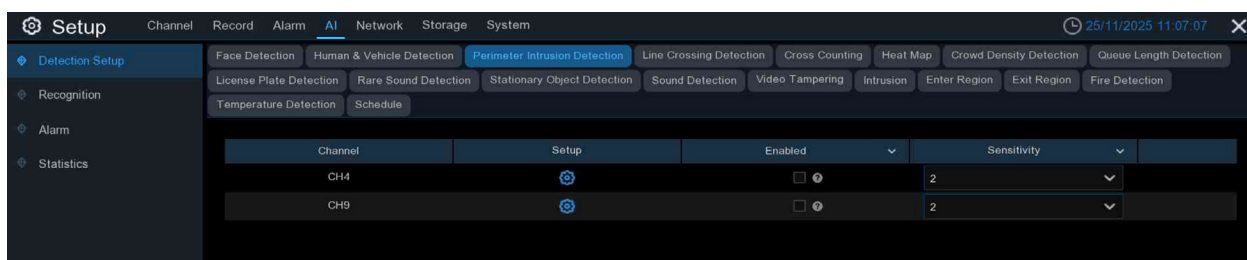 Setup Channel Record Alarm AI Network Storage System 25/11/2025 11:07:07
Detection Setup
Recognition
Alarm
Statistics
Face Detection Human & Vehicle Detection Perimeter Intrusion Detection Line Crossing Detection Cross Counting Heat Map Crowd Density Detection Queue Length Detection
License Plate Detection Rare Sound Detection Stationary Object Detection Sound Detection Video Tampering Intrusion Enter Region Exit Region Fire Detection
Temperature Detection Schedule
Channel Setup Enabled Sensitivity
CH4 2
CH9 2